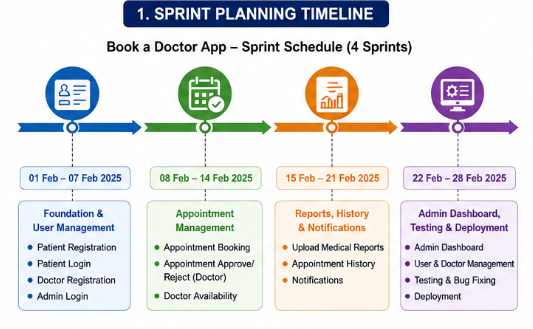 1. SPRINT PLANNING TIMELINE
Book a Doctor App – Sprint Schedule (4 Sprints)
01 Feb – 07 Feb 2025
08 Feb – 14 Feb 2025
15 Feb – 21 Feb 2025
22 Feb – 28 Feb 2025
Foundation &
User Management
• Patient Registration
• Patient Login
• Doctor Registration
• Admin Login
Appointment
Management
• Appointment Booking
• Appointment Approve/
Reject (Doctor)
• Doctor Availability
Reports, History
& Notifications
• Upload Medical Reports
• Appointment History
• Notifications
Admin Dashboard,
Testing & Deployment
• Admin Dashboard
• User & Doctor Management
• Testing & Bug Fixing
• Deployment